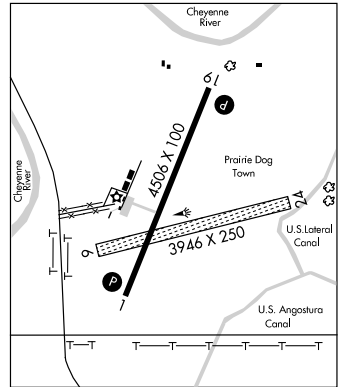 Cheyenne
River
19
P
4506 X 100
Prairie Dog
Town
Cheyenne
River
24
U.S.Lateral
Canal
3946 X 250
6
P
1
U.S. Angostura
Canal